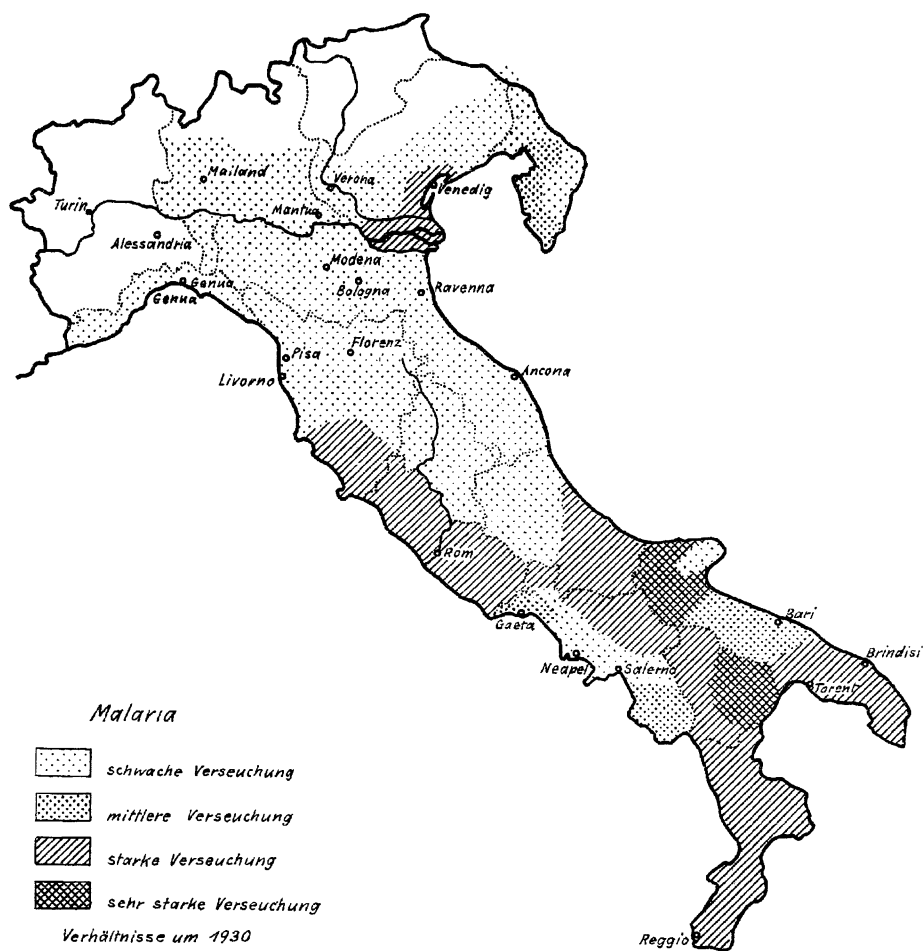 Mailand
Verona
Venedig
Turin
Mantua
Alessandria
Modena
Genua
Genua
Bologna
Ravenna
Pisa
Florenz
Livorno
Ancona
Rom
Gaeta
Bari
Neapel
Salerno
Brindisi
Tarent
Malaria
schwache Verseuchung
mittlere Verseuchung
starke Verseuchung
sehr starke Verseuchung
Verhältnisse um 1930
Reggio